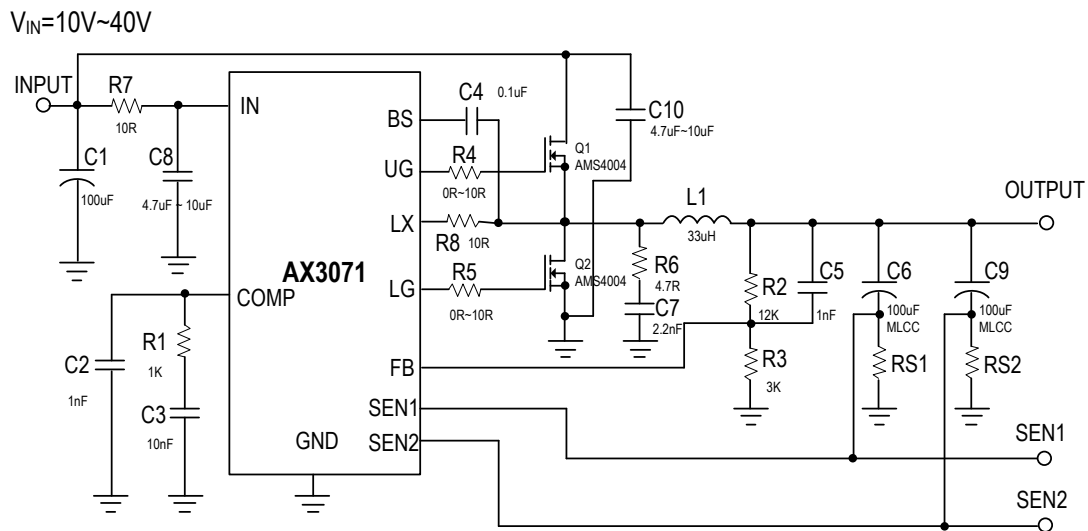 VIN=10V~40V
INPUT
R7
10R
IN
C1
100uF
C8
4.7uF ~ 10uF
AX3071
BS
C4
0.1uF
C10
4.7uF~10uF
UG
R4
0R~10R
Q1
AMS4004
LX
R8
10R
L1
33uH
OUTPUT
LG
R5
0R~10R
Q2
AMS4004
R6
4.7R
C7
2.2nF
R2
12K
C5
1nF
C6
100uF
MLCC
C9
100uF
MLCC
COMP
C2
1nF
R1
1K
C3
10nF
FB
R3
3K
RS1
RS2
SEN1
SEN2
GND
SEN1
SEN2